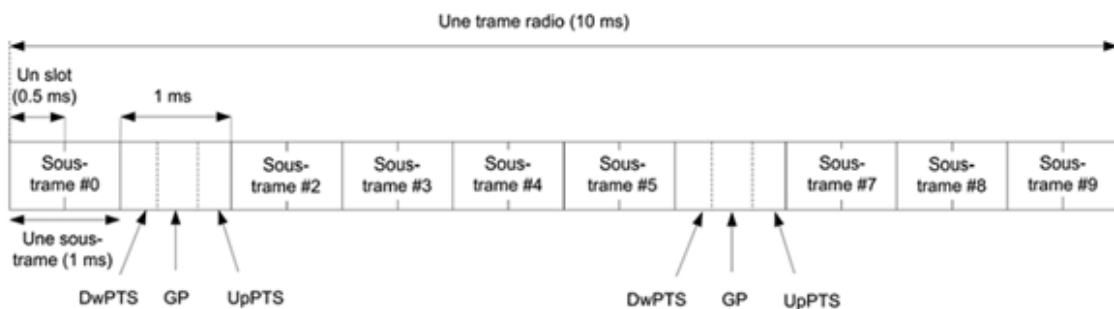 Une trame radio (10 ms)
Un slot
(0.5 ms)
1 ms
Sous-
trame #0
Sous-
trame #2
Sous-
trame #3
Sous-
trame #4
Sous-
trame #5
Sous-
trame #7
Sous-
trame #8
Sous-
trame #9
Une sous-
trame (1 ms)
DwPTS GP UpPTS
DwPTS GP UpPTS